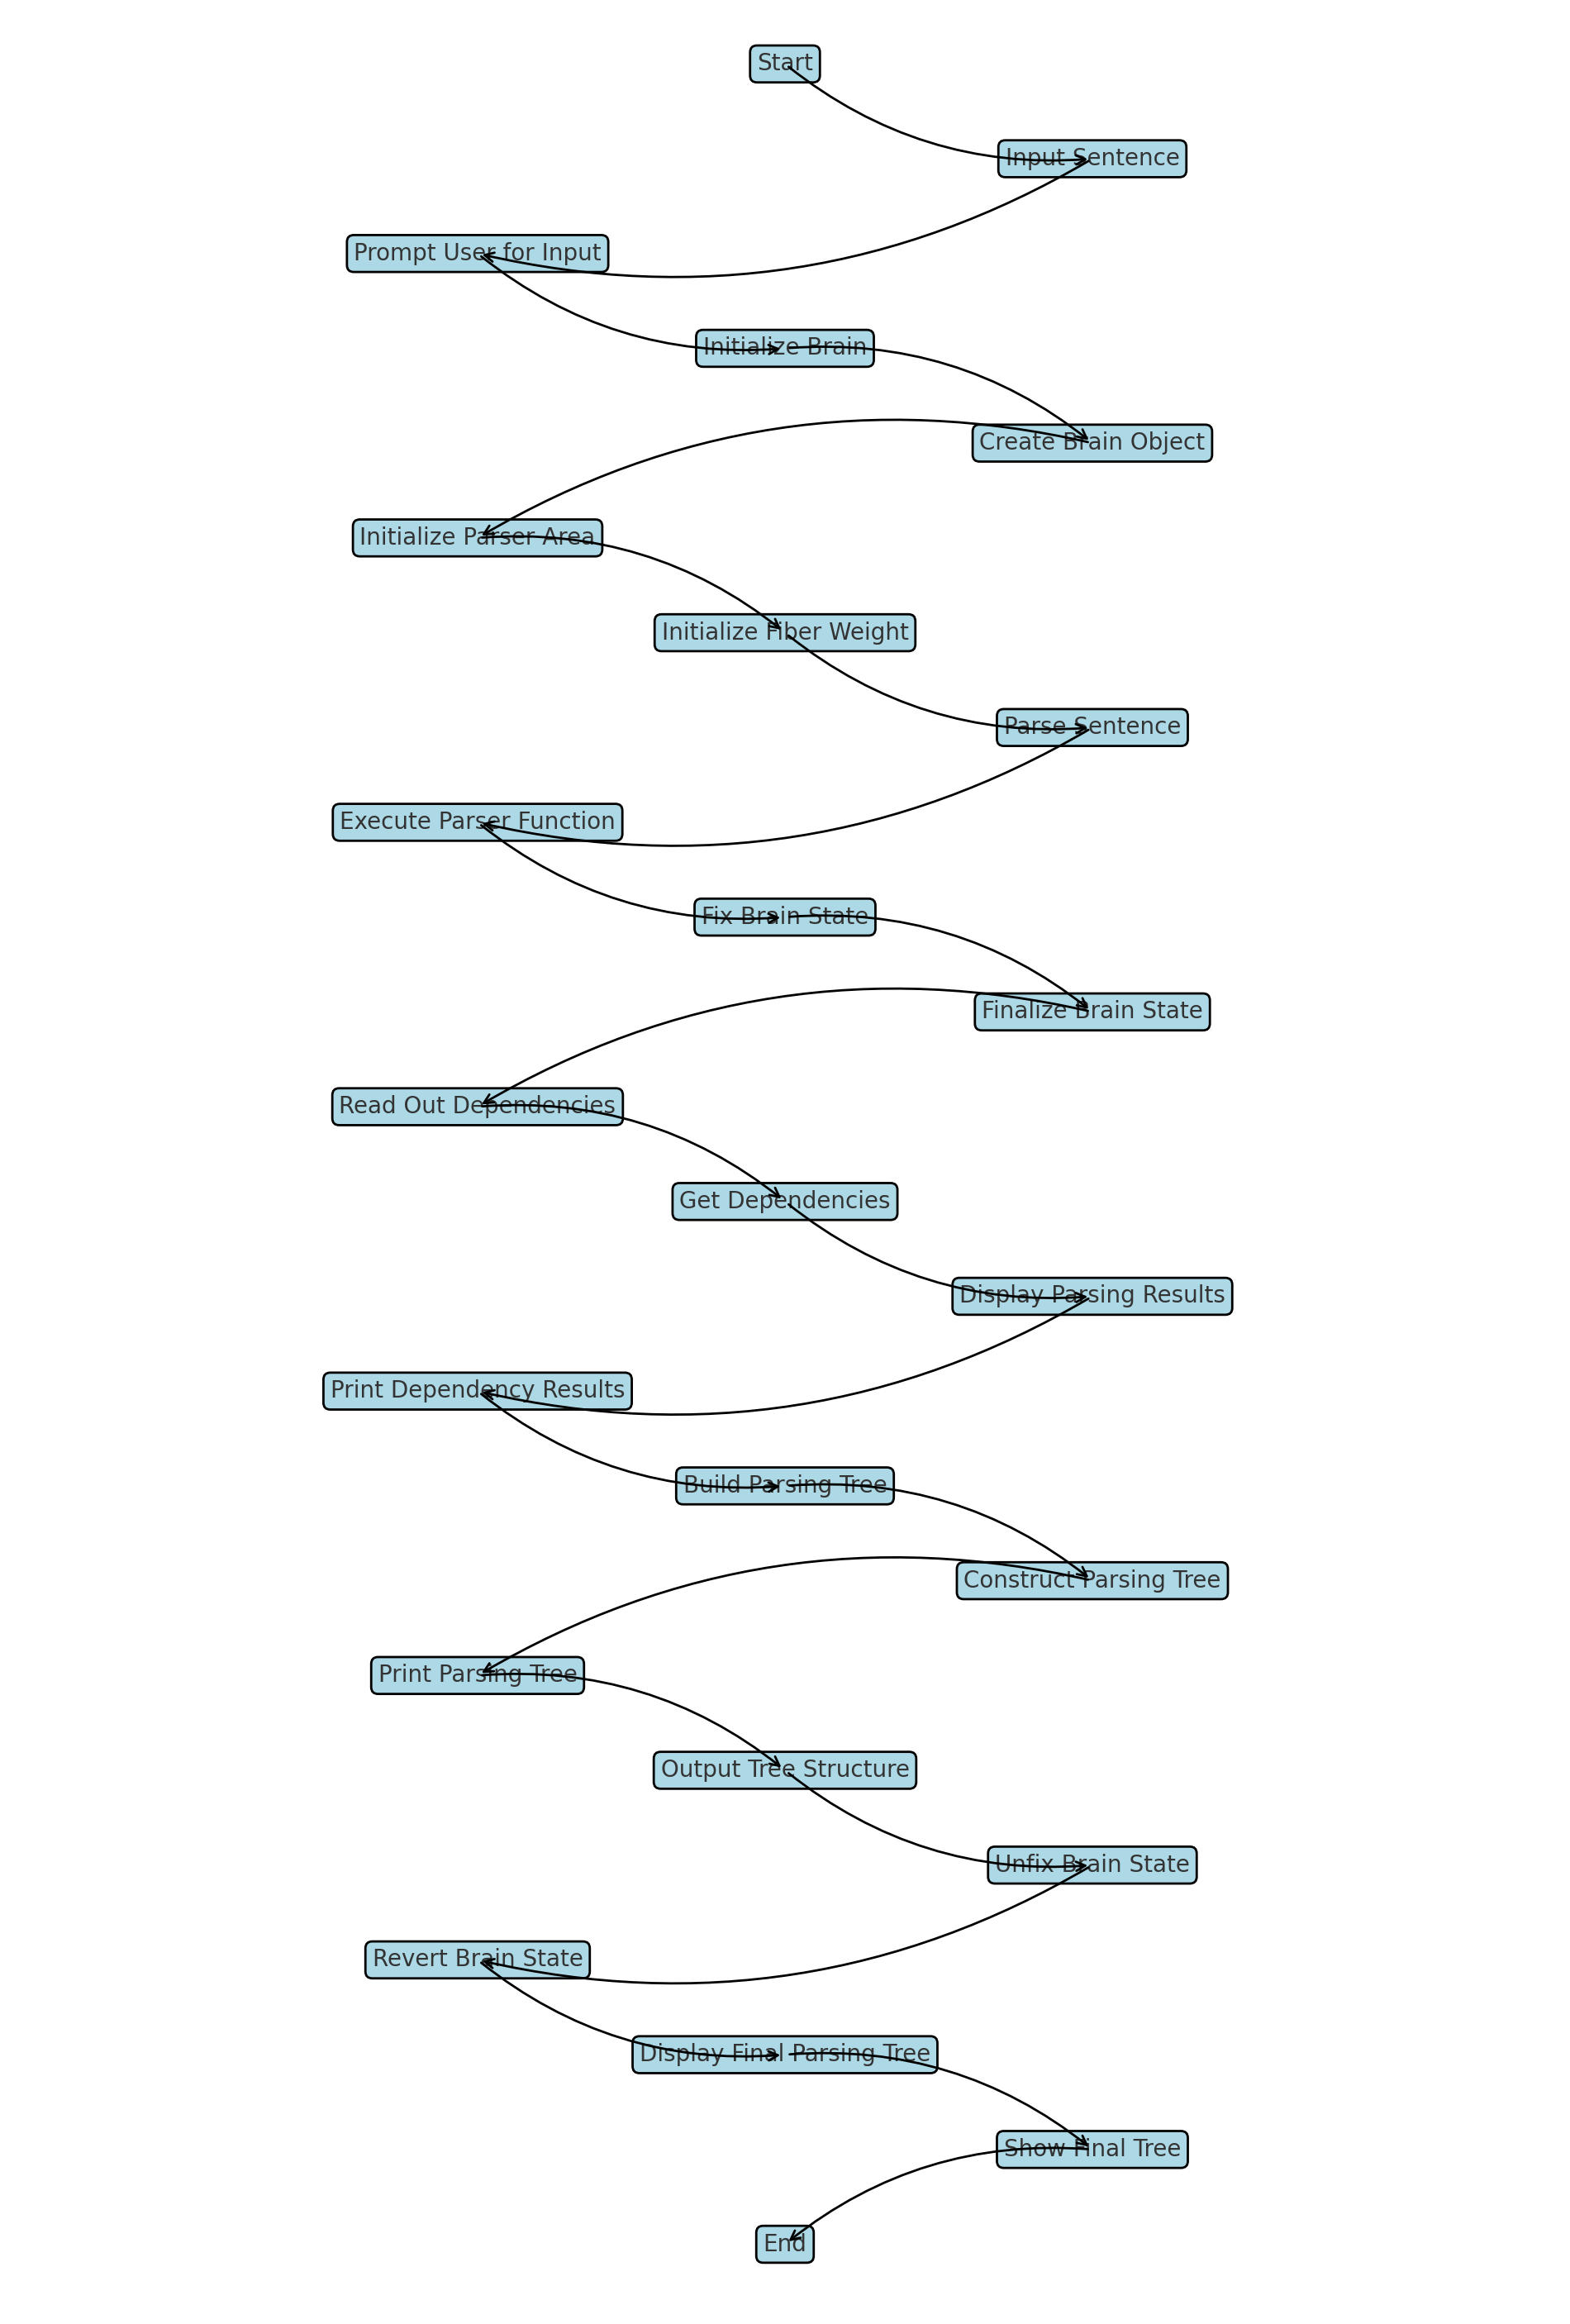 Start
Input Sentence
Prompt User for Input
Initialize Brain
Create Brain Object
Initialize Parser Area
Initialize Fiber Weight
Parse Sentence
Execute Parser Function
Fix Brain State
Finalize Brain State
Read Out Dependencies
Get Dependencies
Display Parsing Results
Print Dependency Results
Build Parsing Tree
Construct Parsing Tree
Print Parsing Tree
Output Tree Structure
Unfix Brain State
Revert Brain State
Display Final Parsing Tree
Show Final Tree
End